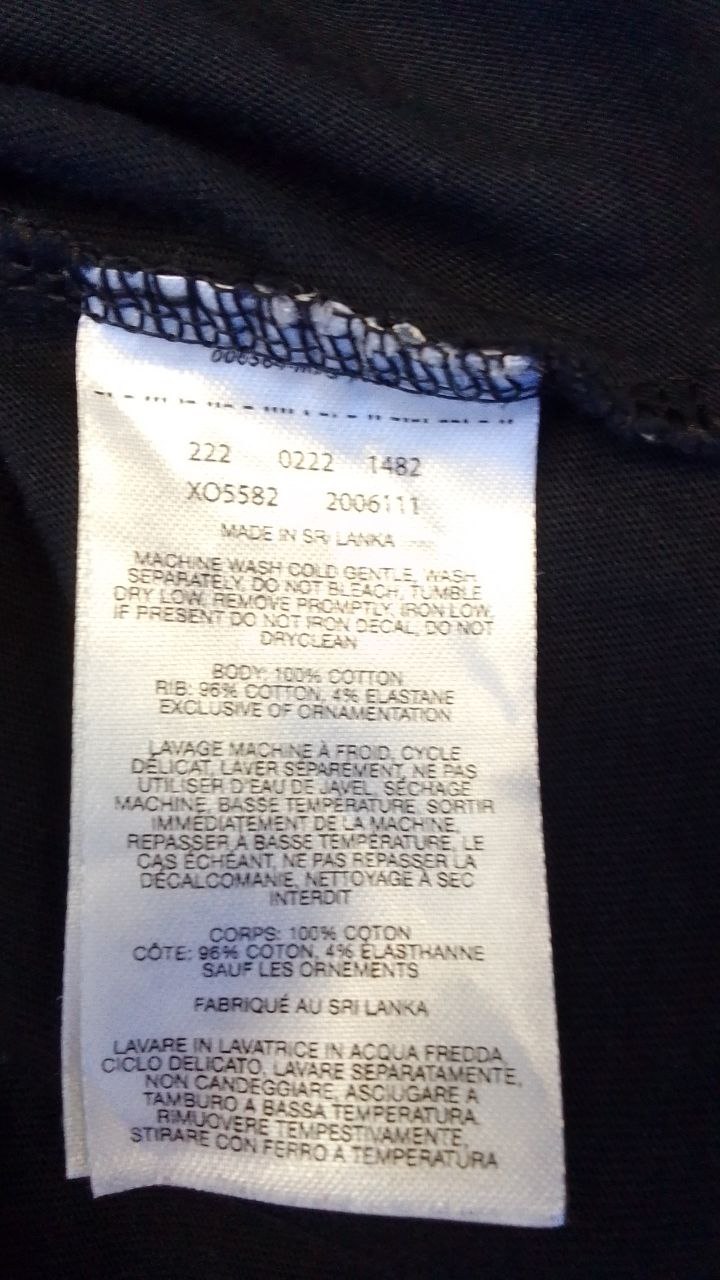 222 0222 1482
XO5582 2006111
MADE IN SRI LANKA
MACHINE WASH COLD GENTLE, WASH
SEPARATELY, DO NOT BLEACH, TUMBLE
DRY LOW, REMOVE PROMPTLY, IRON LOW,
IF PRESENT DO NOT IRON DECAL, DO NOT
DRYCLEAN
BODY: 100% COTTON
RIB: 96% COTTON, 4% ELASTANE
EXCLUSIVE OF ORNAMENTATION
LAVAGE MACHINE À FROID, CYCLE
DÉLICAT, LAVER SÉPARÉMENT, NE PAS
UTILISER D'EAU DE JAVEL, SÉCHAGE
MACHINE, BASSE TEMPÉRATURE, SORTIR
IMMÉDIATEMENT DE LA MACHINE,
REPASSER À BASSE TEMPÉRATURE, LE
CAS ÉCHÉANT, NE PAS REPASSER LA
DÉCALCOMANIE, NETTOYAGE À SEC
INTERDIT
CORPS: 100% COTON
CÔTE: 96% COTON, 4% ÉLASTHANNE
SAUF LES ORNEMENTS
FABRIQUÉ AU SRI LANKA
LAVARE IN LAVATRICE IN ACQUA FREDDA,
CICLO DELICATO, LAVARE SEPARATAMENTE,
NON CANDEGGIARE, ASCIUGARE A
TAMBURO A BASSA TEMPERATURA,
RIMUOVERE TEMPESTIVAMENTE,
STIRARE CON FERRO A TEMPERATURA